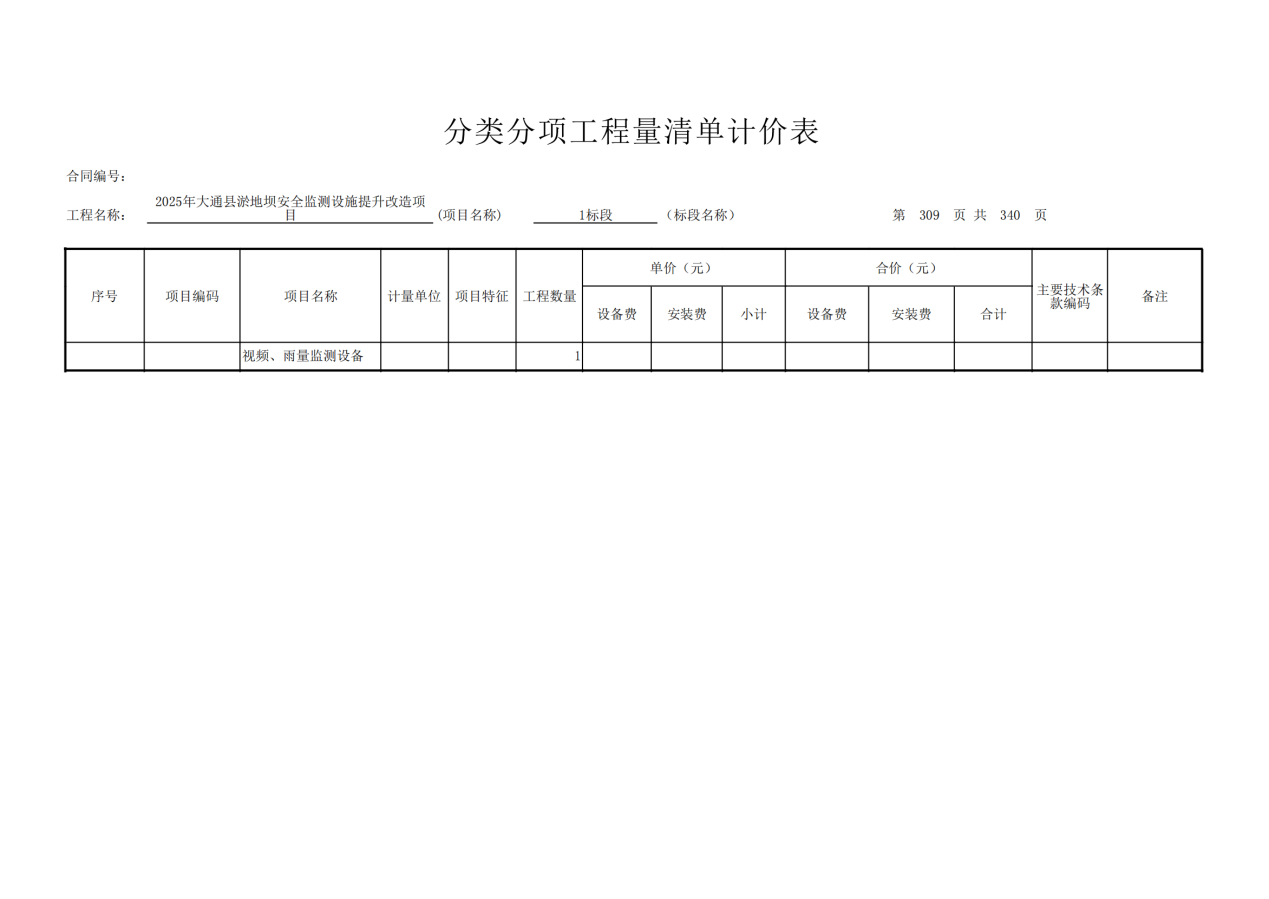 分类分项工程量清单计价表
合同编号：
2025年大通县淤地坝安全监测设施提升改造项
工程名称： 目 (项目名称) 1标段 （标段名称） 第 309 页 共 340 页
序号 项目编码 项目名称 计量单位 项目特征 工程数量 单价（元） 合价（元） 主要技术条款编码 备注
设备费 安装费 小计 设备费 安装费 合计
视频、雨量监测设备 1